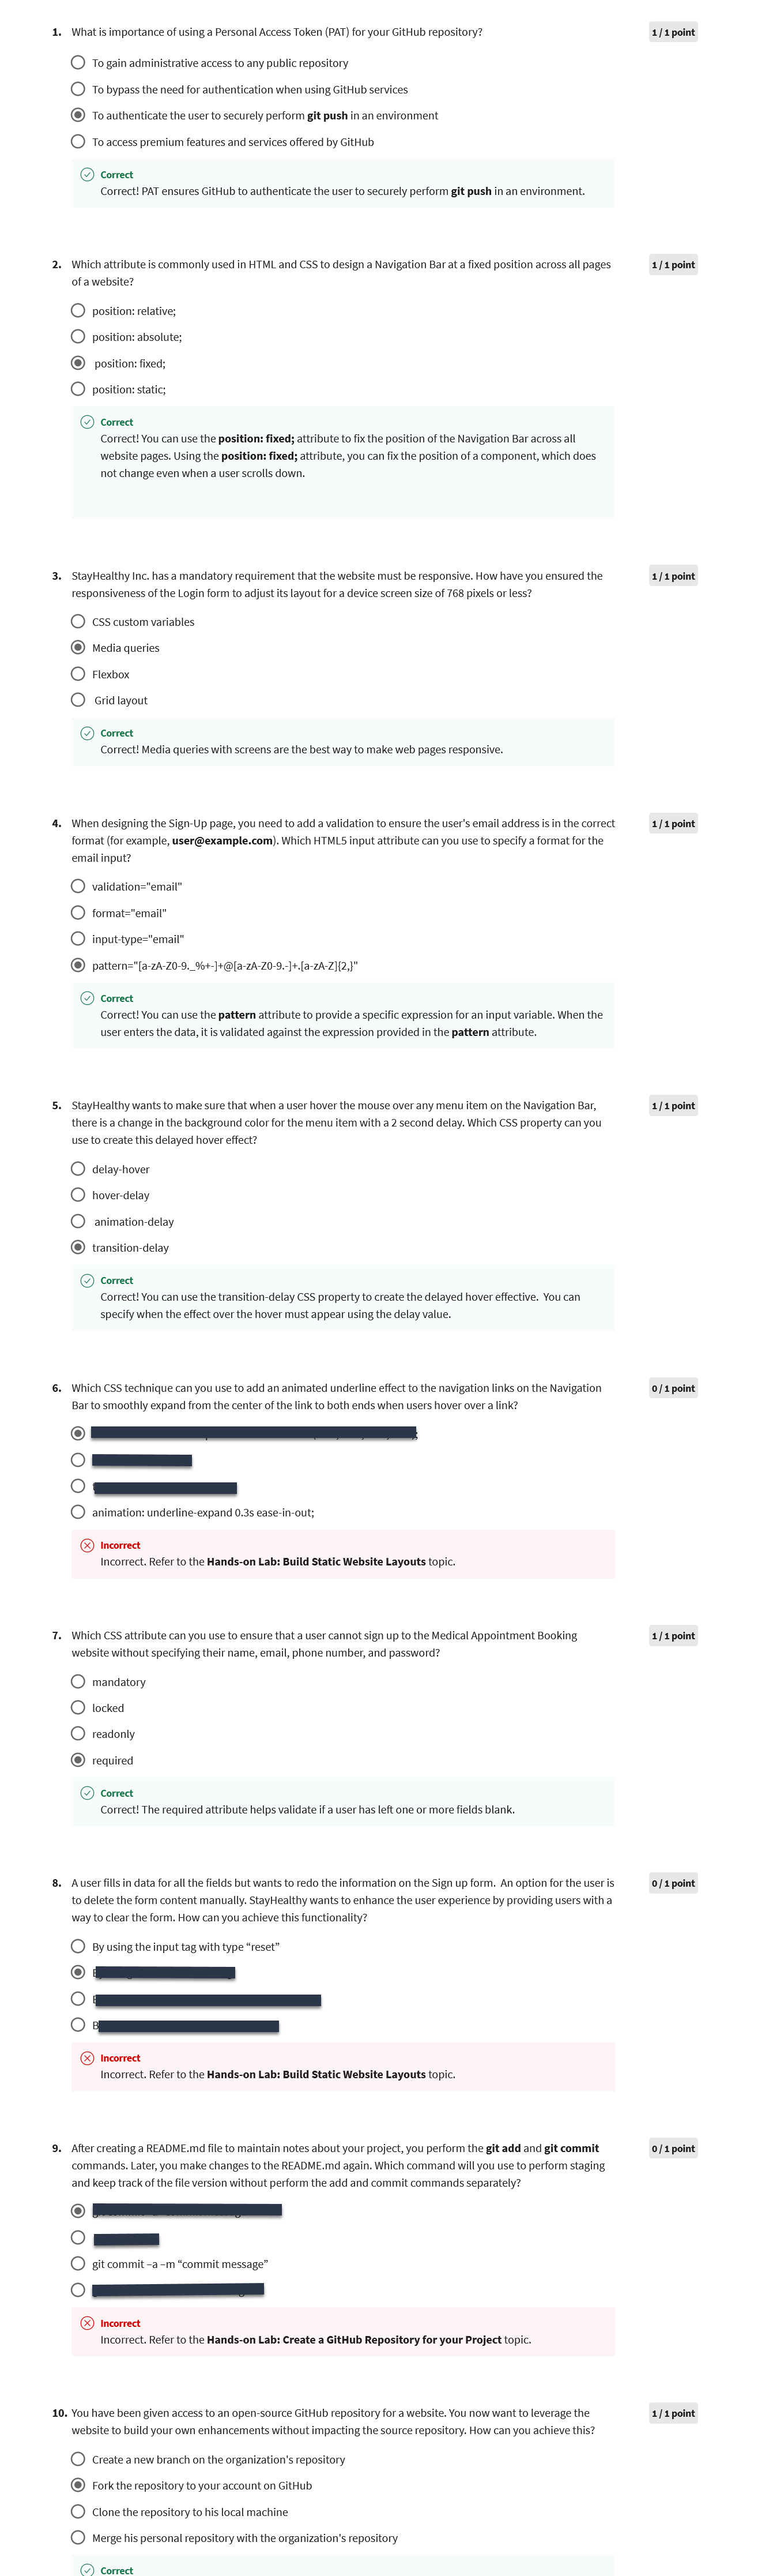 1. What is importance of using a Personal Access Token (PAT) for your GitHub repository?
1 / 1 point
To gain administrative access to any public repository
To bypass the need for authentication when using GitHub services
To authenticate the user to securely perform git push in an environment
To access premium features and services offered by GitHub
Correct
Correct! PAT ensures GitHub to authenticate the user to securely perform git push in an environment.
2. Which attribute is commonly used in HTML and CSS to design a Navigation Bar at a fixed position across all pages
of a website?
1 / 1 point
position: relative;
position: absolute;
position: fixed;
position: static;
Correct
Correct! You can use the position: fixed; attribute to fix the position of the Navigation Bar across all
website pages. Using the position: fixed; attribute, you can fix the position of a component, which does
not change even when a user scrolls down.
3. StayHealthy Inc. has a mandatory requirement that the website must be responsive. How have you ensured the
responsiveness of the Login form to adjust its layout for a device screen size of 768 pixels or less?
1 / 1 point
CSS custom variables
Media queries
Flexbox
Grid layout
Correct
Correct! Media queries with screens are the best way to make web pages responsive.
4. When designing the Sign-Up page, you need to add a validation to ensure the user's email address is in the correct
format (for example, user@example.com). Which HTML5 input attribute can you use to specify a format for the
email input?
1 / 1 point
validation="email"
format="email"
input-type="email"
pattern="[a-zA-Z0-9._%+-]+@[a-zA-Z0-9.-]+.[a-zA-Z]{2,}"
Correct
Correct! You can use the pattern attribute to provide a specific expression for an input variable. When the
user enters the data, it is validated against the expression provided in the pattern attribute.
5. StayHealthy wants to make sure that when a user hover the mouse over any menu item on the Navigation Bar,
there is a change in the background color for the menu item with a 2 second delay. Which CSS property can you
use to create this delayed hover effect?
1 / 1 point
delay-hover
hover-delay
animation-delay
transition-delay
Correct
Correct! You can use the transition-delay CSS property to create the delayed hover effective. You can
specify when the effect over the hover must appear using the delay value.
6. Which CSS technique can you use to add an animated underline effect to the navigation links on the Navigation
Bar to smoothly expand from the center of the link to both ends when users hover over a link?
0 / 1 point
animation: underline-expand 0.3s ease-in-out;
Incorrect
Incorrect. Refer to the Hands-on Lab: Build Static Website Layouts topic.
7. Which CSS attribute can you use to ensure that a user cannot sign up to the Medical Appointment Booking
website without specifying their name, email, phone number, and password?
1 / 1 point
mandatory
locked
readonly
required
Correct
Correct! The required attribute helps validate if a user has left one or more fields blank.
8. A user fills in data for all the fields but wants to redo the information on the Sign up form. An option for the user is
to delete the form content manually. StayHealthy wants to enhance the user experience by providing users with a
way to clear the form. How can you achieve this functionality?
0 / 1 point
By using the input tag with type “reset”
Incorrect
Incorrect. Refer to the Hands-on Lab: Build Static Website Layouts topic.
9. After creating a README.md file to maintain notes about your project, you perform the git add and git commit
commands. Later, you make changes to the README.md again. Which command will you use to perform staging
and keep track of the file version without perform the add and commit commands separately?
0 / 1 point
git commit –a –m “commit message”
Incorrect
Incorrect. Refer to the Hands-on Lab: Create a GitHub Repository for your Project topic.
10. You have been given access to an open-source GitHub repository for a website. You now want to leverage the
website to build your own enhancements without impacting the source repository. How can you achieve this?
1 / 1 point
Create a new branch on the organization's repository
Fork the repository to your account on GitHub
Clone the repository to his local machine
Merge his personal repository with the organization's repository
Correct